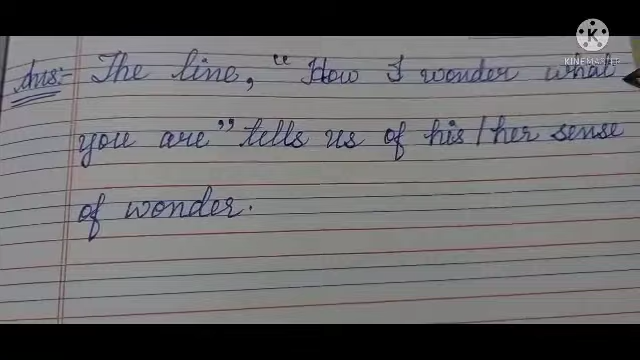 KINEMASTER
Ans:- The line, "How I wonder what
you are" tells us of his/her sense
of wonder.